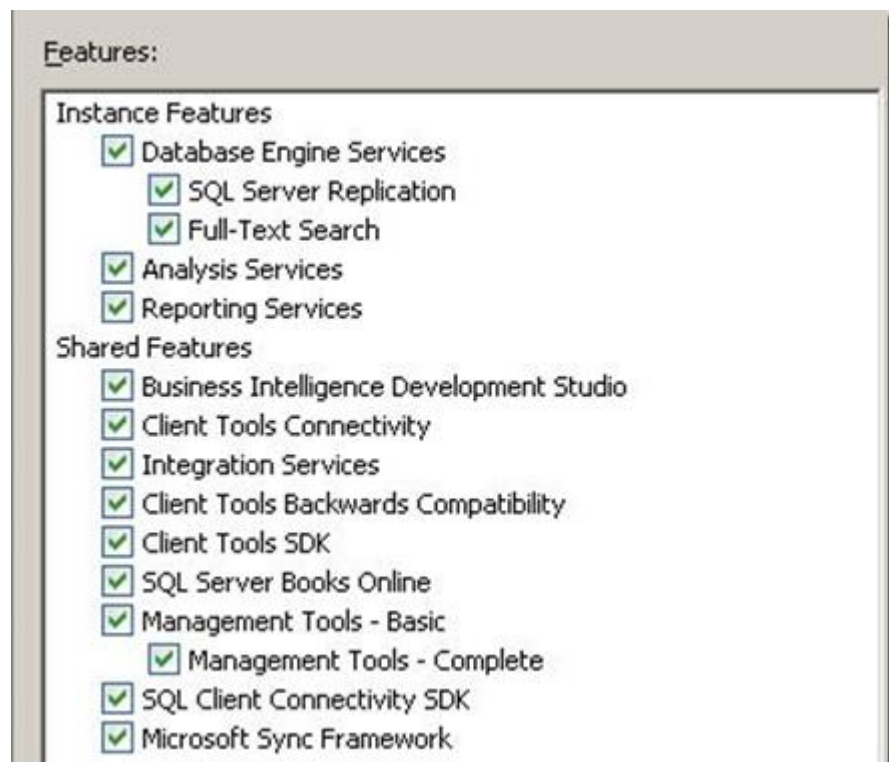 Features:
Instance Features
Database Engine Services
SQL Server Replication
Full-Text Search
Analysis Services
Reporting Services
Shared Features
Business Intelligence Development Studio
Client Tools Connectivity
Integration Services
Client Tools Backwards Compatibility
Client Tools SDK
SQL Server Books Online
Management Tools - Basic
Management Tools - Complete
SQL Client Connectivity SDK
Microsoft Sync Framework